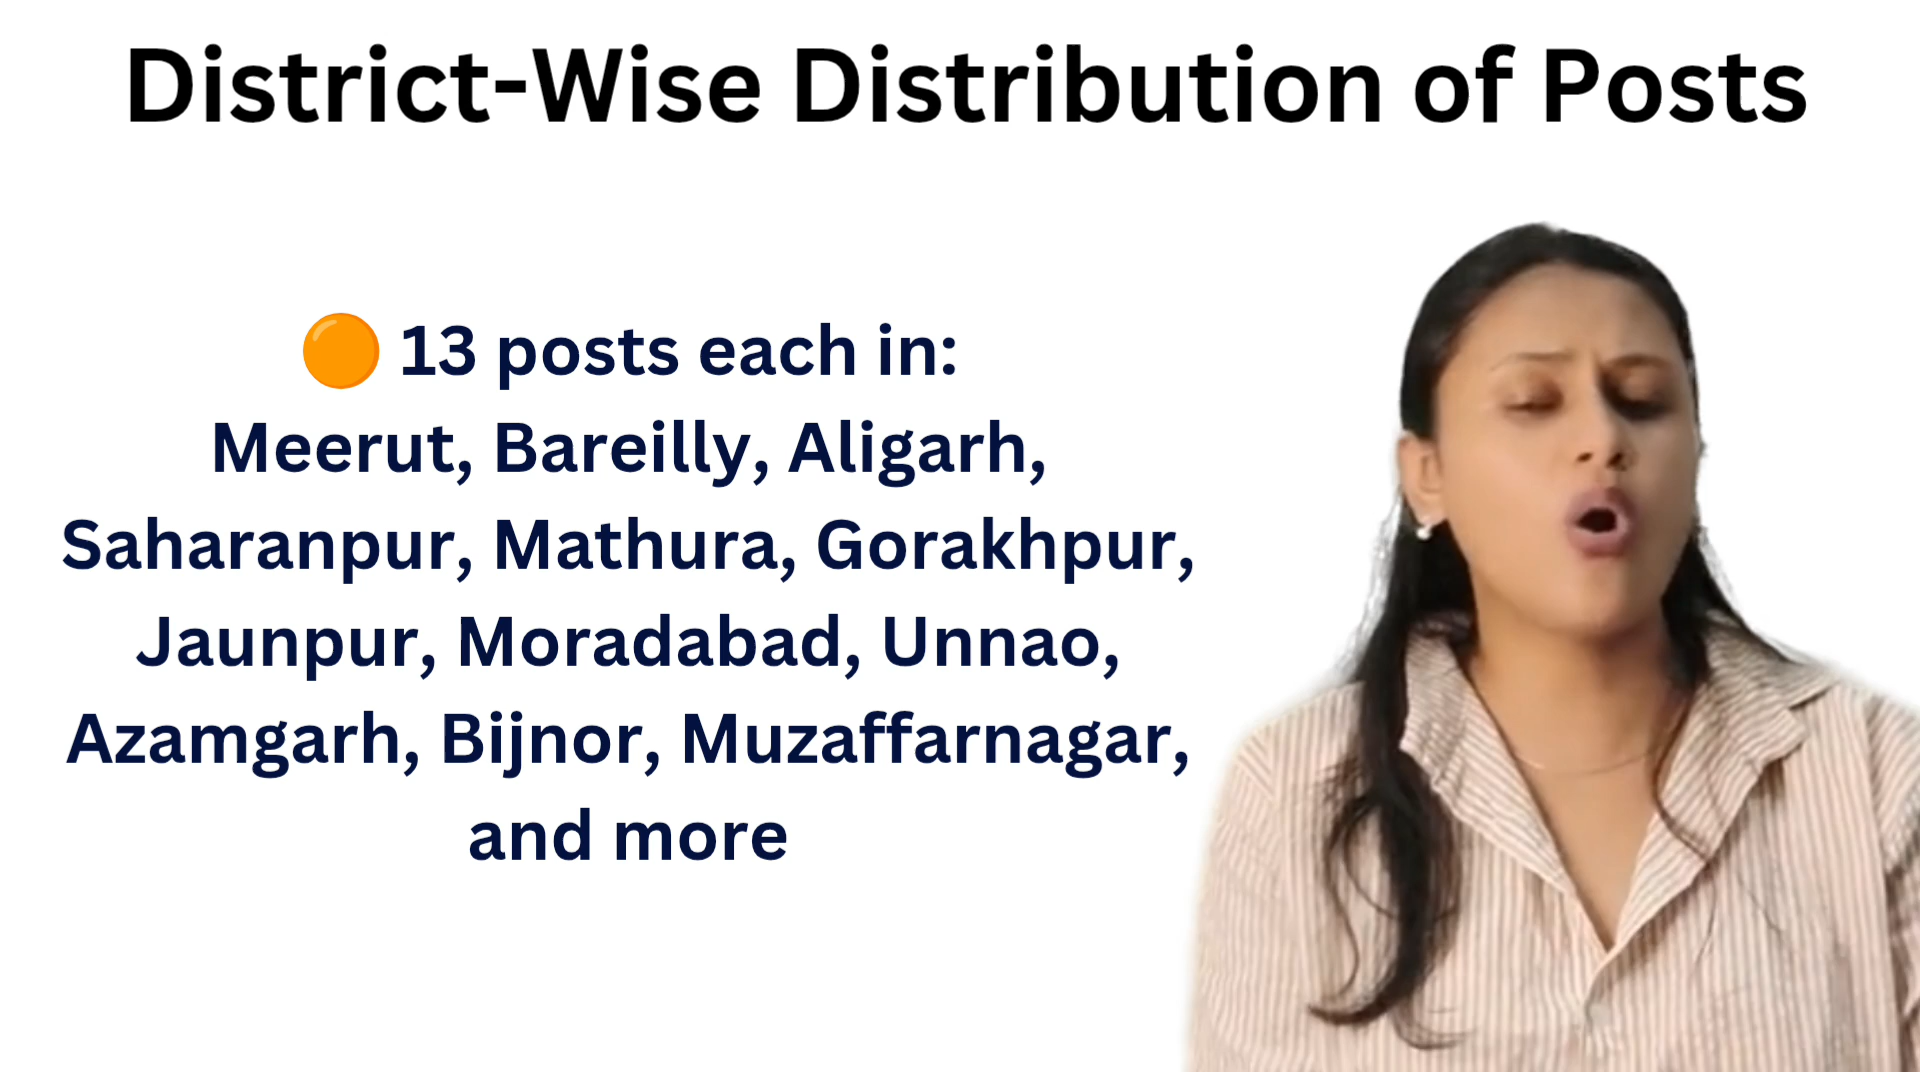 District-Wise Distribution of Posts
🟠 13 posts each in:
Meerut, Bareilly, Aligarh,
Saharanpur, Mathura, Gorakhpur,
Jaunpur, Moradabad, Unnao,
Azamgarh, Bijnor, Muzaffarnagar,
and more